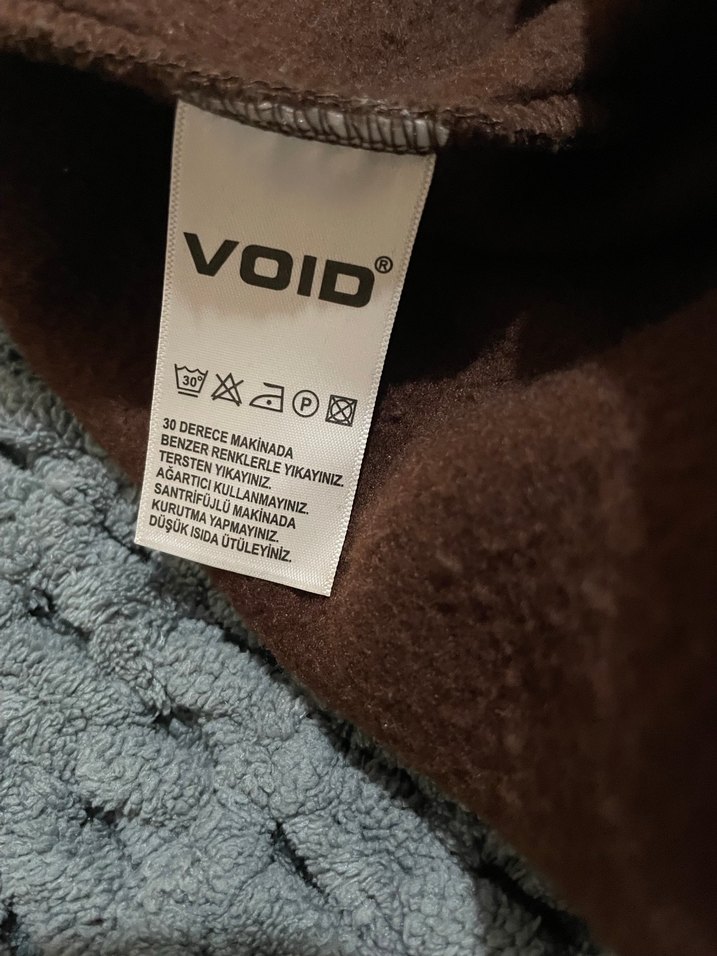 VOID®
30° P
30 DERECE MAKİNADA
BENZER RENKLERLE YIKAYINIZ.
TERSTEN YIKAYINIZ.
AĞARTICI KULLANMAYINIZ.
SANTRİFÜJLÜ MAKİNADA
KURUTMA YAPMAYINIZ.
DÜŞÜK ISIDA ÜTÜLEYİNİZ.